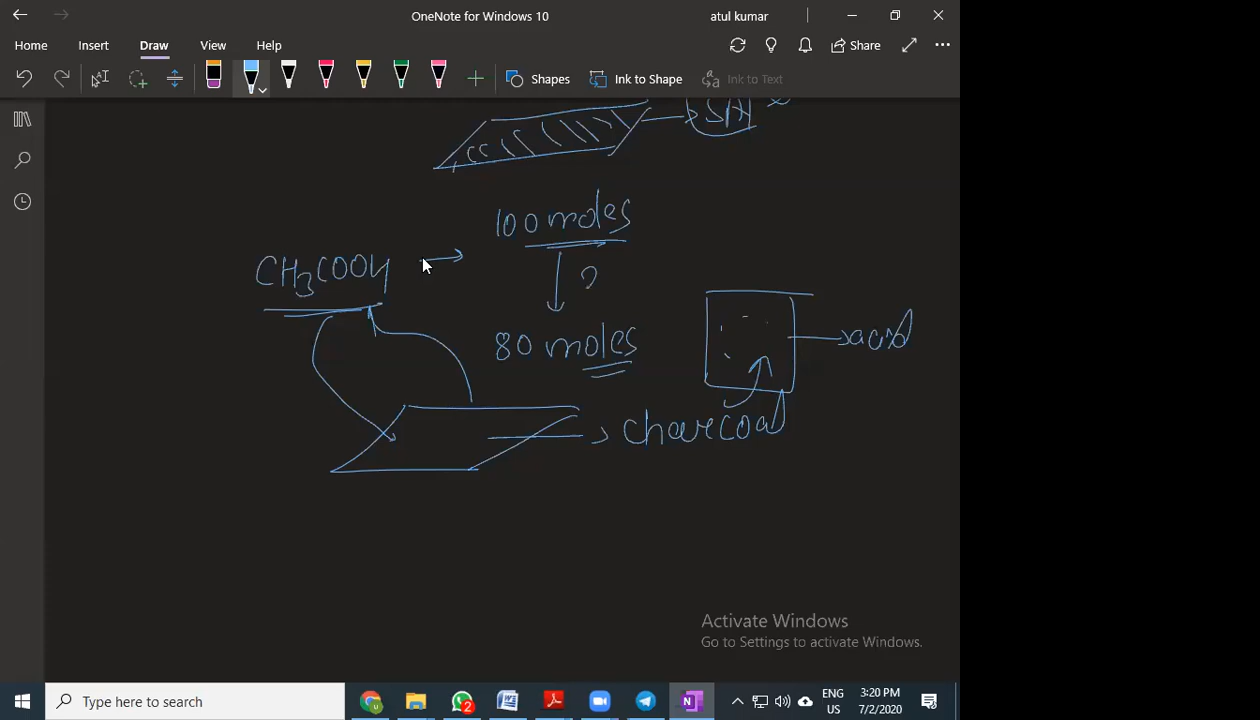 OneNote for Windows 10
atul kumar
Home Insert Draw View Help
Share
Shapes
Ink to Shape
Ink to Text
100 moles
CH3COOH
?
80 moles
acid
charcoal
Activate Windows
Go to Settings to activate Windows.
Type here to search
2
ENG
US
3:20 PM
7/2/2020